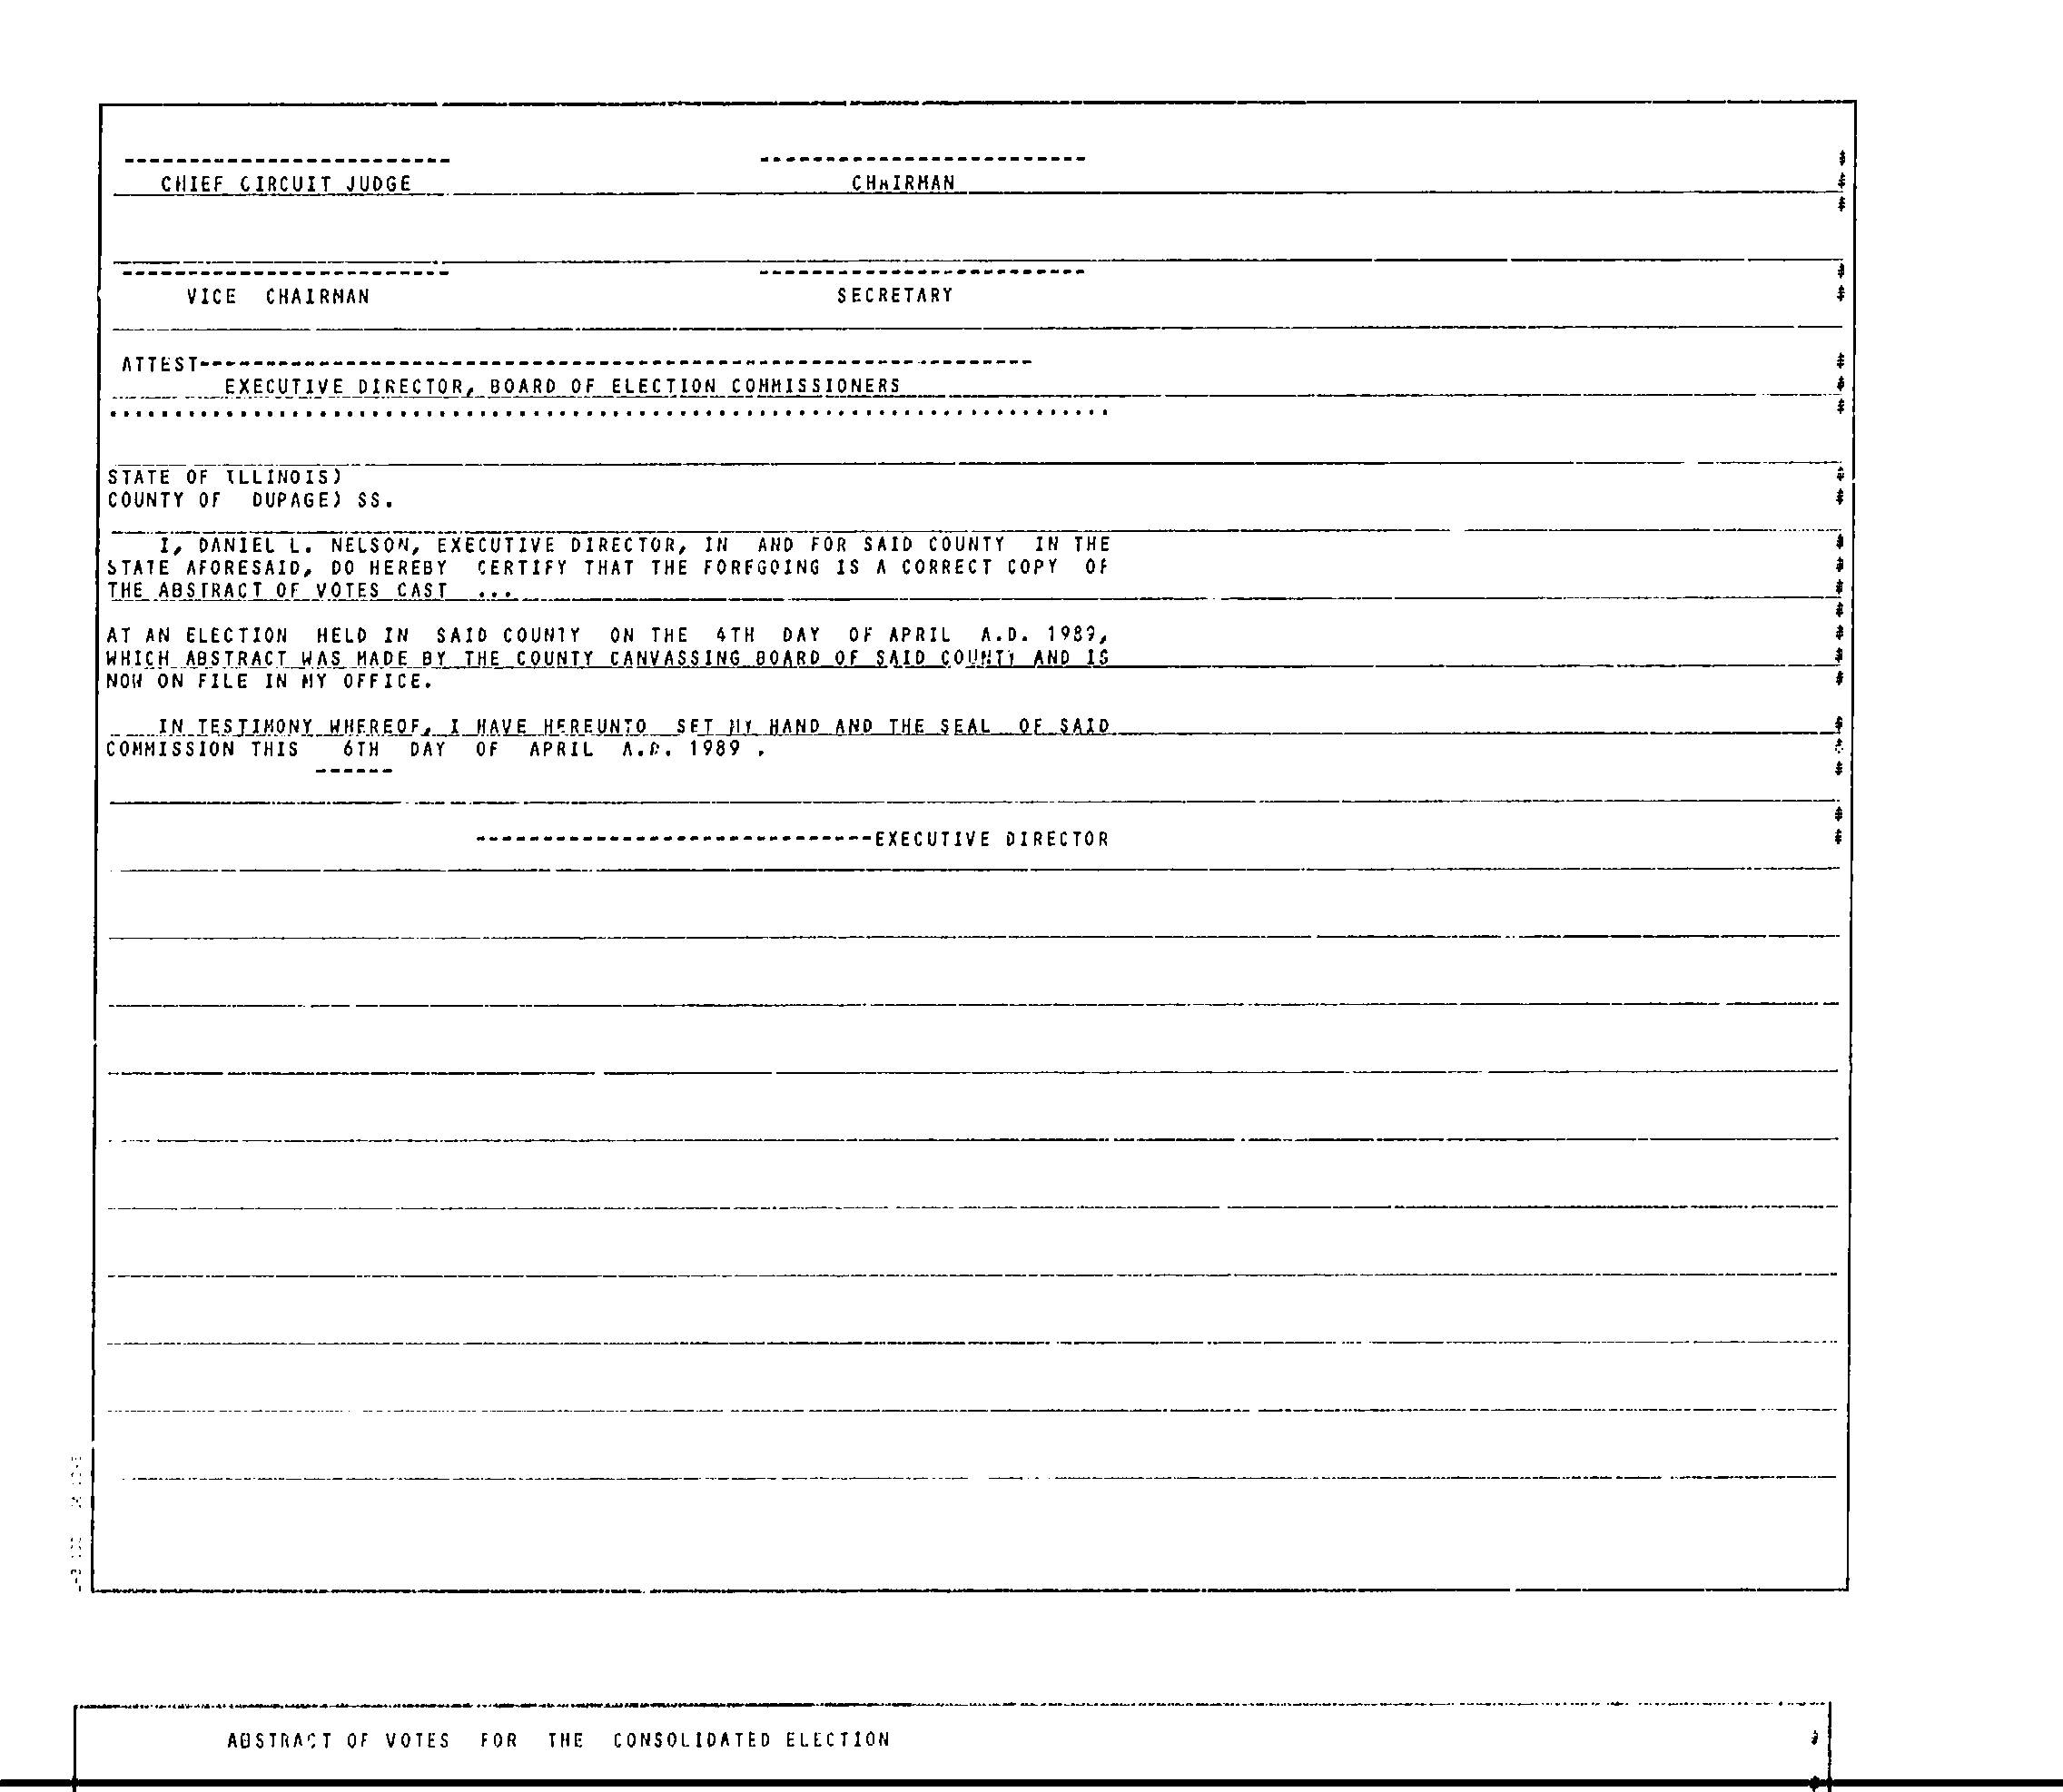 CHIEF CIRCUIT JUDGE CHAIRMAN
VICE CHAIRMAN SECRETARY
ATTEST------------------------------------------------------------
EXECUTIVE DIRECTOR, BOARD OF ELECTION COMMISSIONERS
STATE OF ILLINOIS)
COUNTY OF DUPAGE) SS.
I, DANIEL L. NELSON, EXECUTIVE DIRECTOR, IN AND FOR SAID COUNTY IN THE
STATE AFORESAID, DO HEREBY CERTIFY THAT THE FOREGOING IS A CORRECT COPY OF
THE ABSTRACT OF VOTES CAST ...
AT AN ELECTION HELD IN SAID COUNTY ON THE 4TH DAY OF APRIL A.D. 1989,
WHICH ABSTRACT WAS MADE BY THE COUNTY CANVASSING BOARD OF SAID COUNTY AND IS
NOW ON FILE IN MY OFFICE.
IN TESTIMONY WHEREOF, I HAVE HEREUNTO SET MY HAND AND THE SEAL OF SAID
COMMISSION THIS 6TH DAY OF APRIL A.D. 1989 .
------------------------------EXECUTIVE DIRECTOR
ABSTRACT OF VOTES FOR THE CONSOLIDATED ELECTION